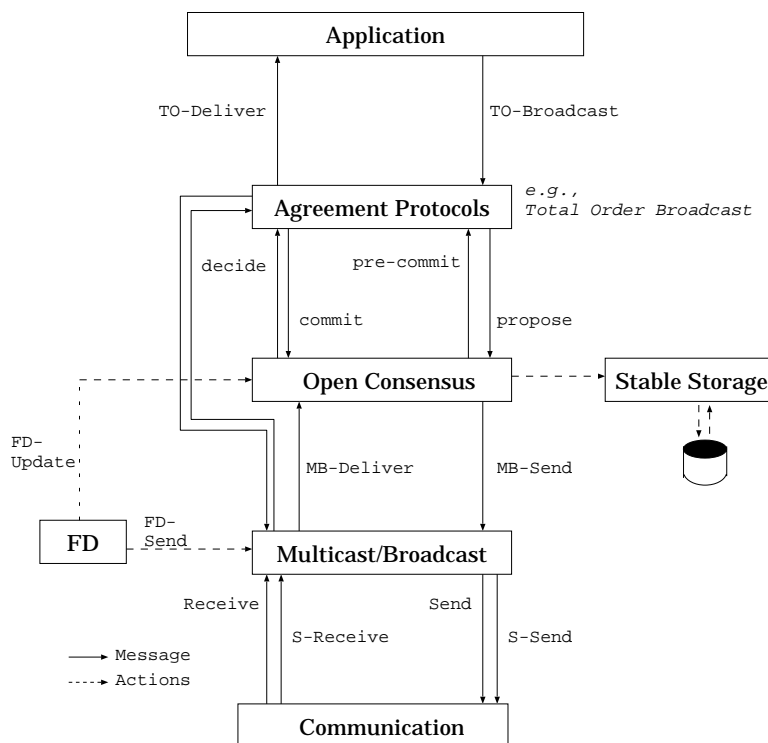 Application
TO-Deliver
TO-Broadcast
e.g.,
Agreement Protocols
Total Order Broadcast
decide
pre-commit
commit
propose
Open Consensus
Stable Storage
FD-
Update
MB-Deliver
MB-Send
FD-
Send
FD
Multicast/Broadcast
Receive
Send
S-Receive
S-Send
Message
Actions
Communication